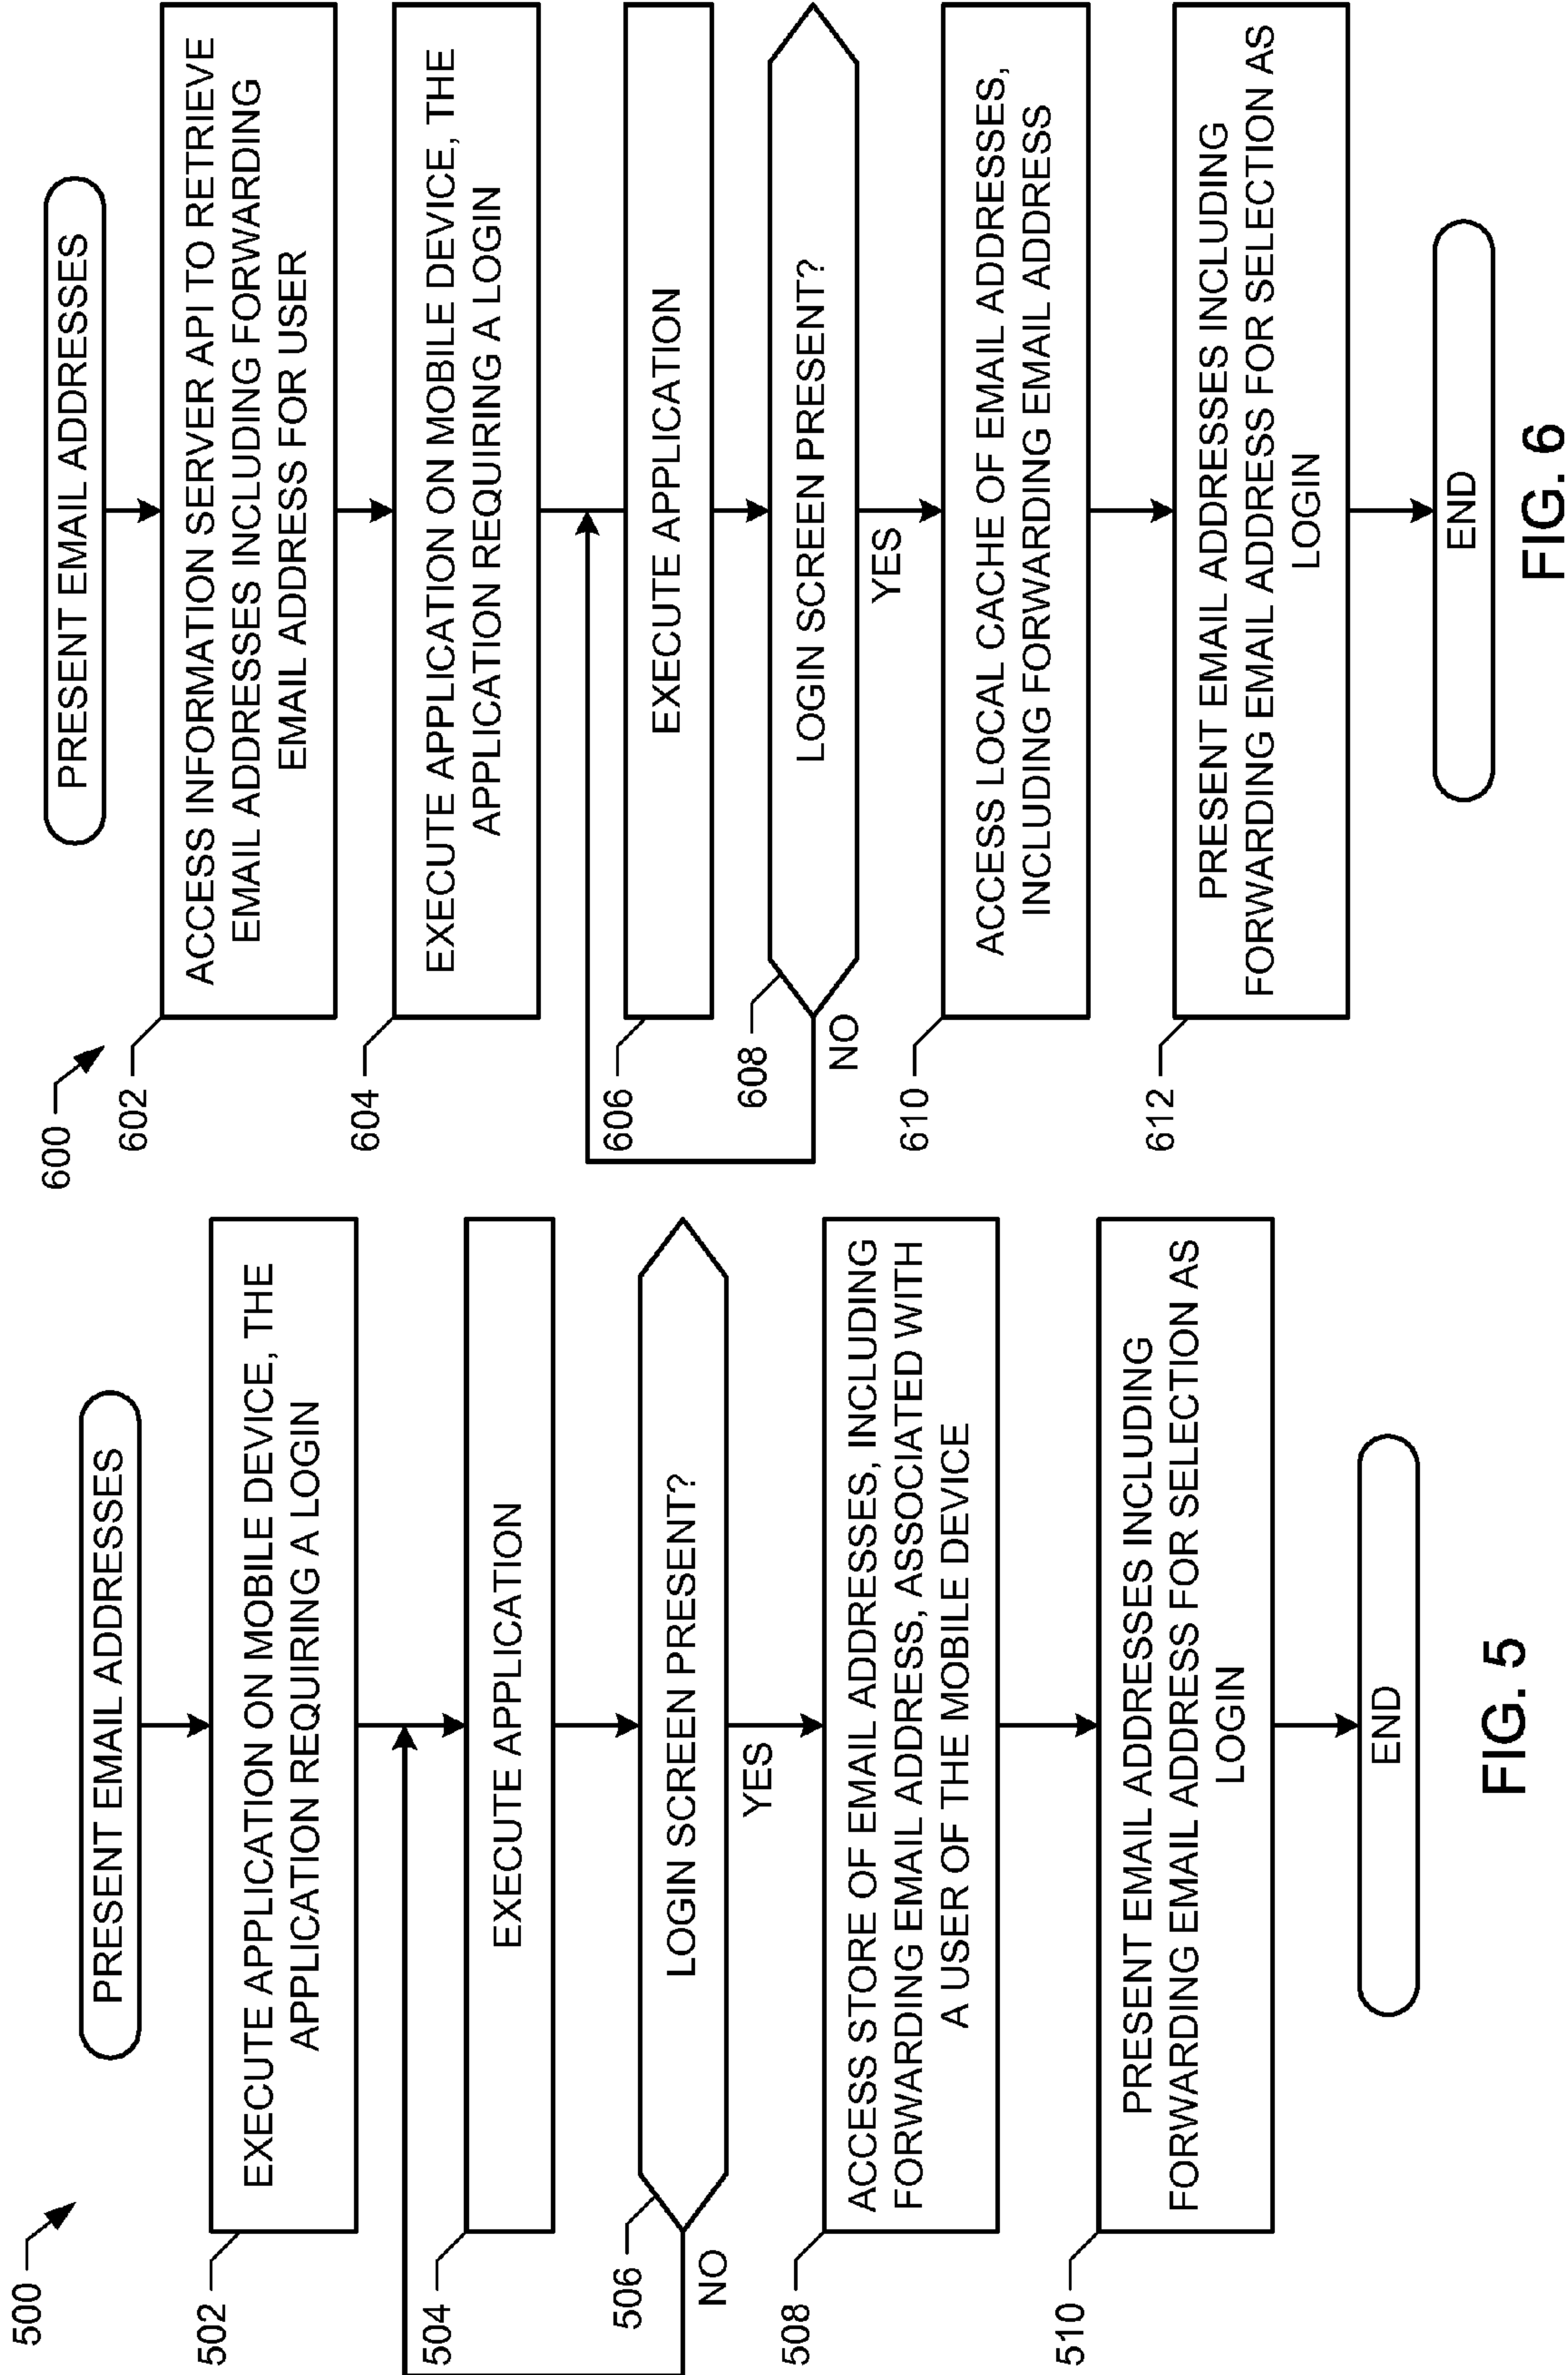 500
PRESENT EMAIL ADDRESSES
502
EXECUTE APPLICATION ON MOBILE DEVICE, THE
APPLICATION REQUIRING A LOGIN
504
EXECUTE APPLICATION
506
LOGIN SCREEN PRESENT?
NO
YES
508
ACCESS STORE OF EMAIL ADDRESSES, INCLUDING
FORWARDING EMAIL ADDRESS, ASSOCIATED WITH
A USER OF THE MOBILE DEVICE
510
PRESENT EMAIL ADDRESSES INCLUDING
FORWARDING EMAIL ADDRESS FOR SELECTION AS
LOGIN
END
FIG. 5
600
PRESENT EMAIL ADDRESSES
602
ACCESS INFORMATION SERVER API TO RETRIEVE
EMAIL ADDRESSES INCLUDING FORWARDING
EMAIL ADDRESS FOR USER
604
EXECUTE APPLICATION ON MOBILE DEVICE, THE
APPLICATION REQUIRING A LOGIN
606
EXECUTE APPLICATION
608
LOGIN SCREEN PRESENT?
NO
YES
610
ACCESS LOCAL CACHE OF EMAIL ADDRESSES,
INCLUDING FORWARDING EMAIL ADDRESS
612
PRESENT EMAIL ADDRESSES INCLUDING
FORWARDING EMAIL ADDRESS FOR SELECTION AS
LOGIN
END
FIG. 6